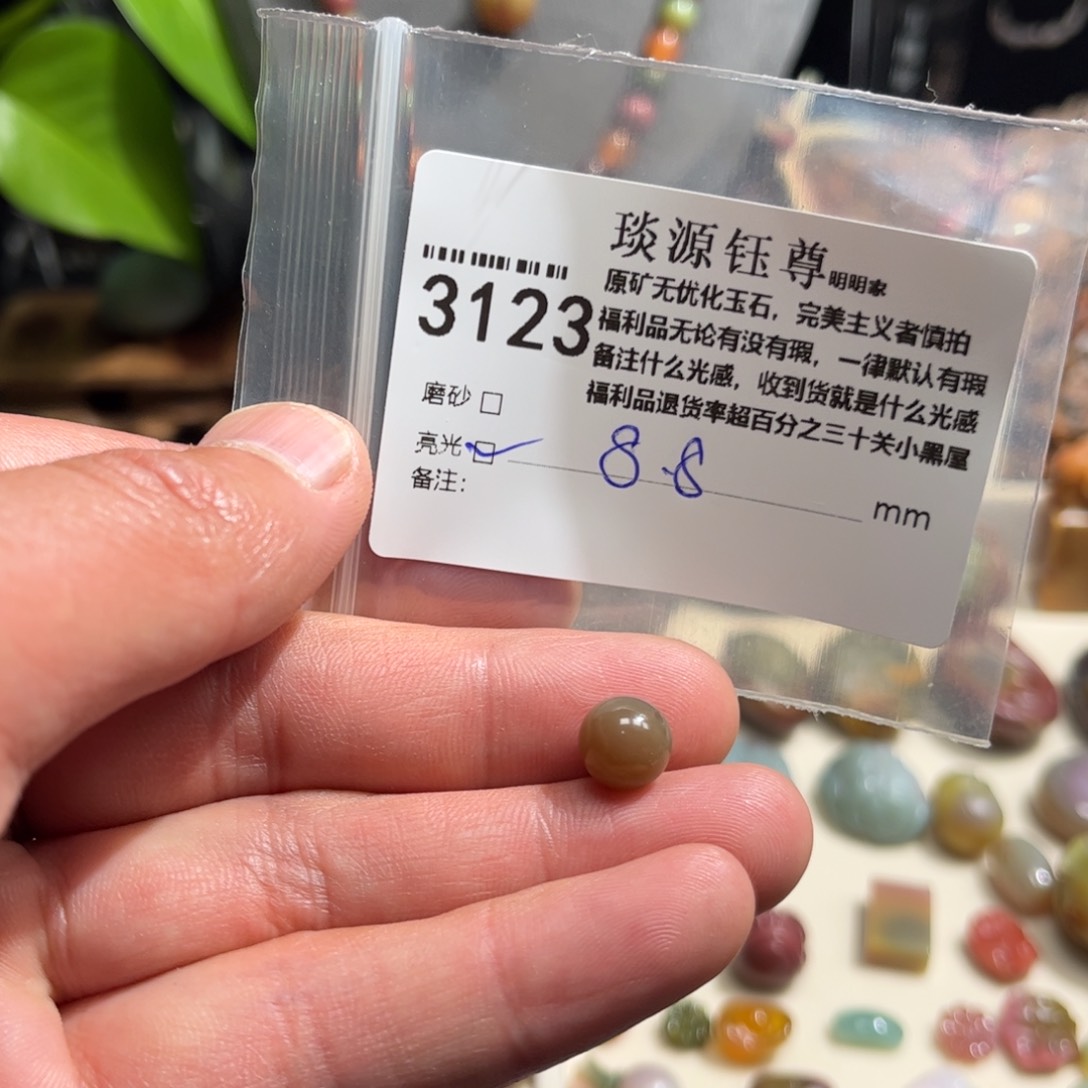 琰源钰尊明明家
3123
原矿无优化玉石，完美主义者慎拍
福利品无论有没有瑕，一律默认有瑕
备注什么光感，收到货就是什么光感
福利品退货率超百分之三十关小黑屋
磨砂 □
亮光 ☑ 8.8 mm
备注：